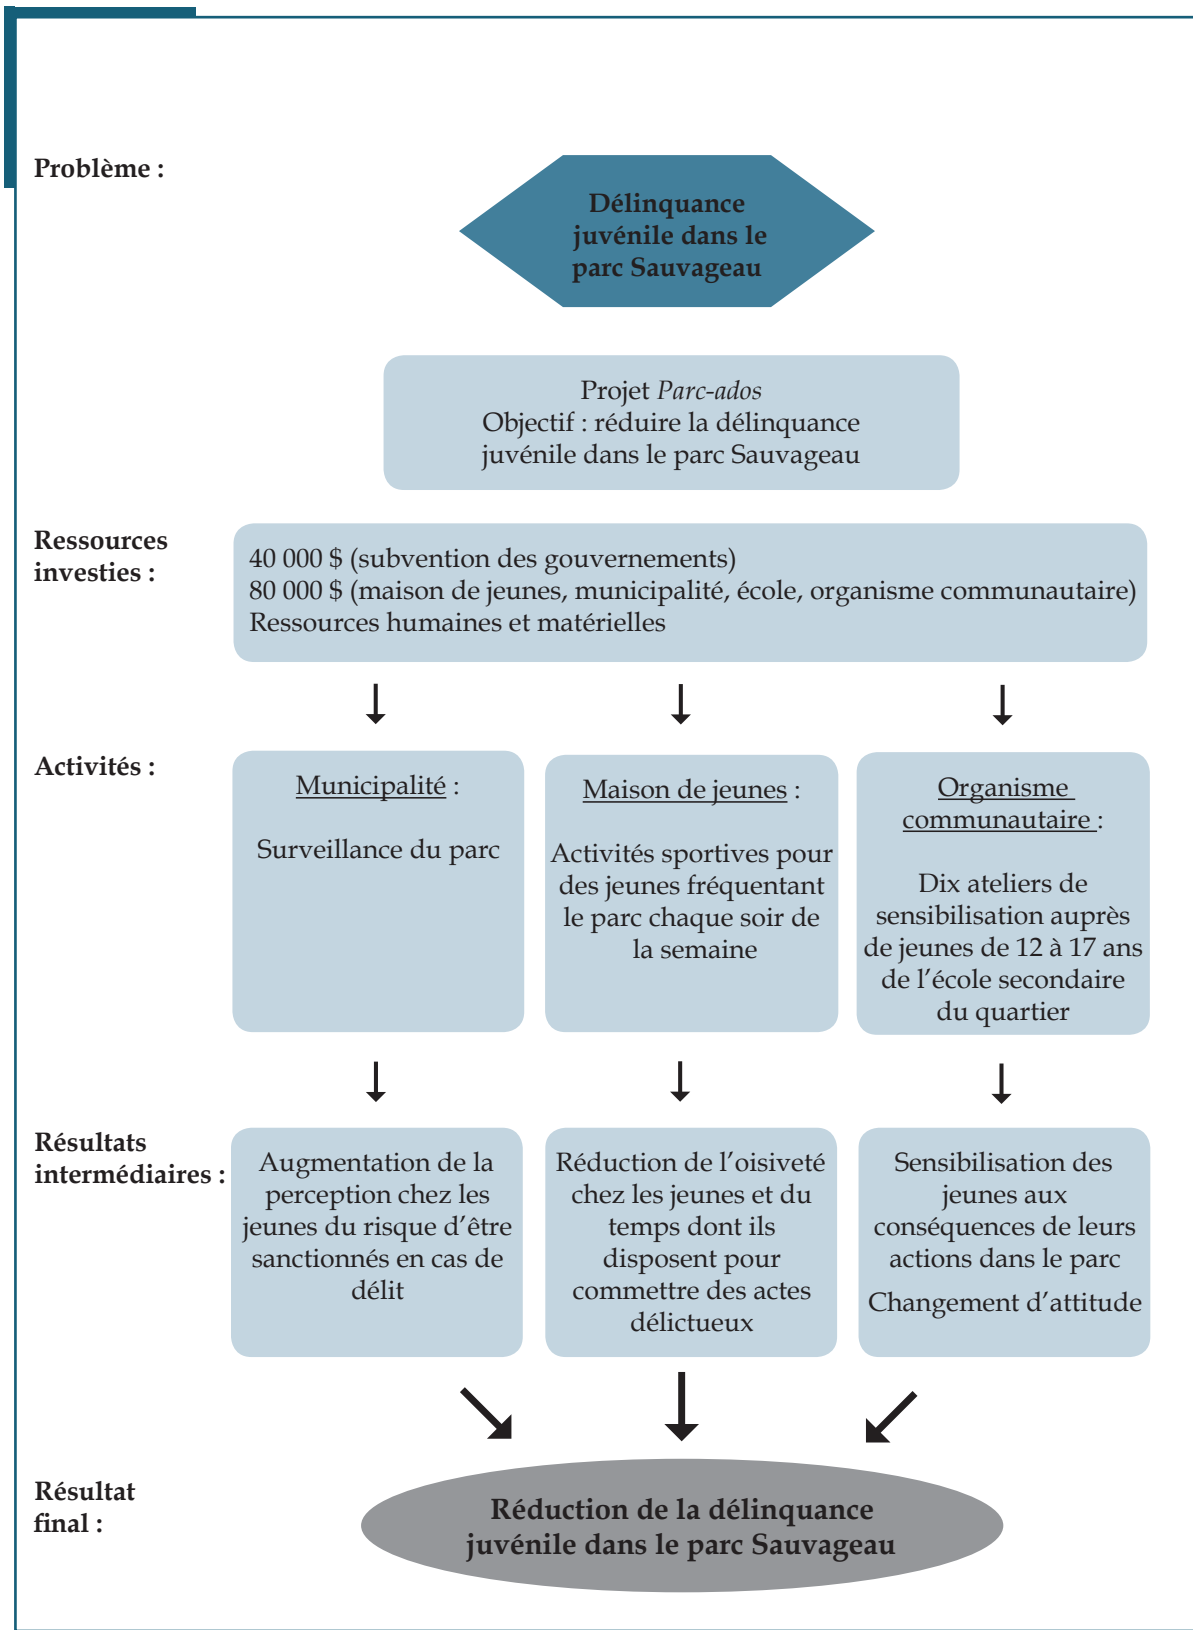 Problème :
Délinquance
juvénile dans le
parc Sauvageau
Projet Parc-ados
Objectif : réduire la délinquance
juvénile dans le parc Sauvageau
Ressources
investies :
40 000 $ (subvention des gouvernements)
80 000 $ (maison de jeunes, municipalité, école, organisme communautaire)
Ressources humaines et matérielles
Activités :
Municipalité :
Surveillance du parc
Maison de jeunes :
Activités sportives pour
des jeunes fréquentant
le parc chaque soir de
la semaine
Organisme
communautaire :
Dix ateliers de
sensibilisation auprès
de jeunes de 12 à 17 ans
de l’école secondaire
du quartier
Résultats
intermédiaires :
Augmentation de la
perception chez les
jeunes du risque d’être
sanctionnés en cas de
délit
Réduction de l’oisiveté
chez les jeunes et du
temps dont ils
disposent pour
commettre des actes
délictueux
Sensibilisation des
jeunes aux
conséquences de leurs
actions dans le parc
Changement d’attitude
Résultat
final :
Réduction de la délinquance
juvénile dans le parc Sauvageau